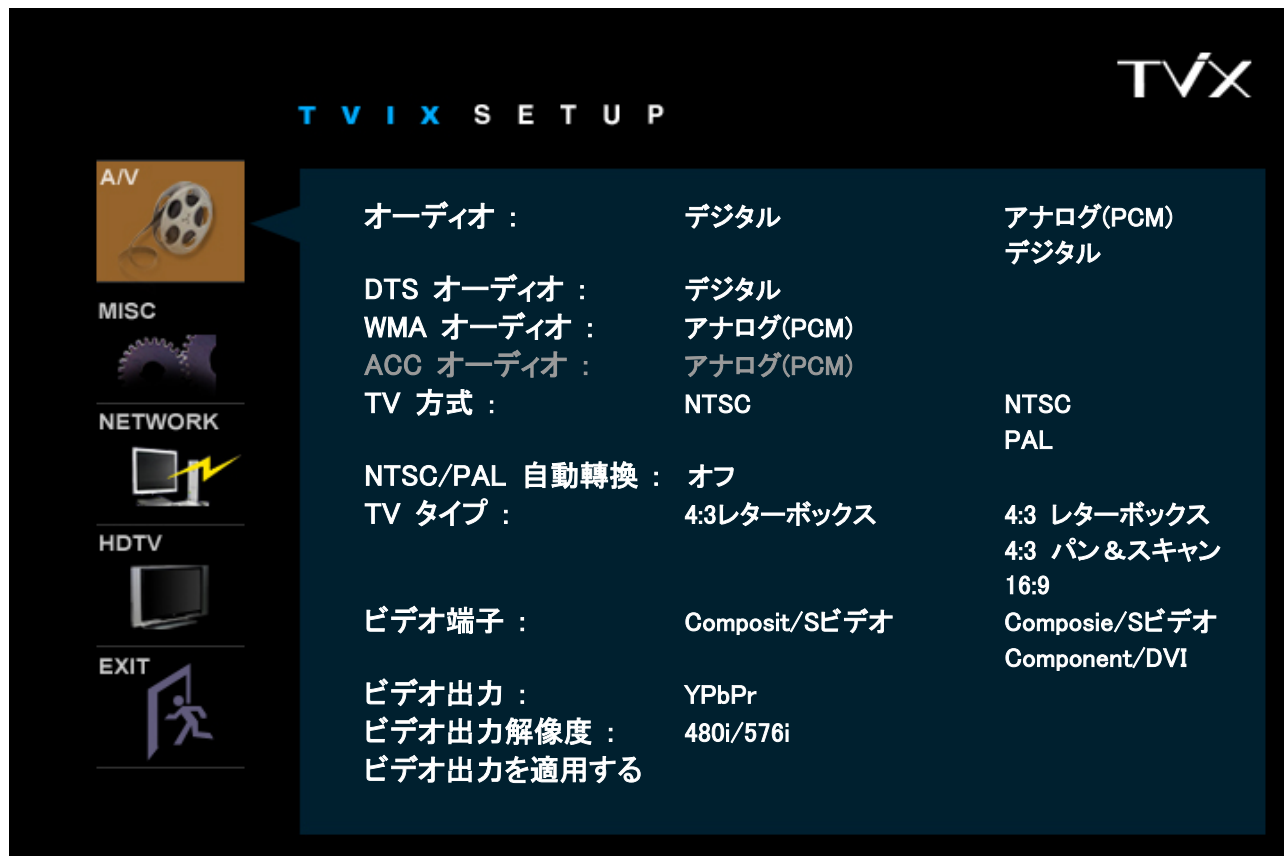 TViX
TVIX SETUP
A/V
MISC
NETWORK
HDTV
EXIT
オーディオ : デジタル アナログ(PCM)
デジタル
DTS オーディオ : デジタル
WMA オーディオ : アナログ(PCM)
ACC オーディオ : アナログ(PCM)
TV 方式 : NTSC NTSC
PAL
NTSC/PAL 自動轉換 : オフ
TV タイプ : 4:3レターボックス 4:3 レターボックス
4:3 パン&スキャン
16:9
ビデオ端子 : Composit/Sビデオ Composie/Sビデオ
Component/DVI
ビデオ出力 : YPbPr
ビデオ出力解像度 : 480i/576i
ビデオ出力を適用する